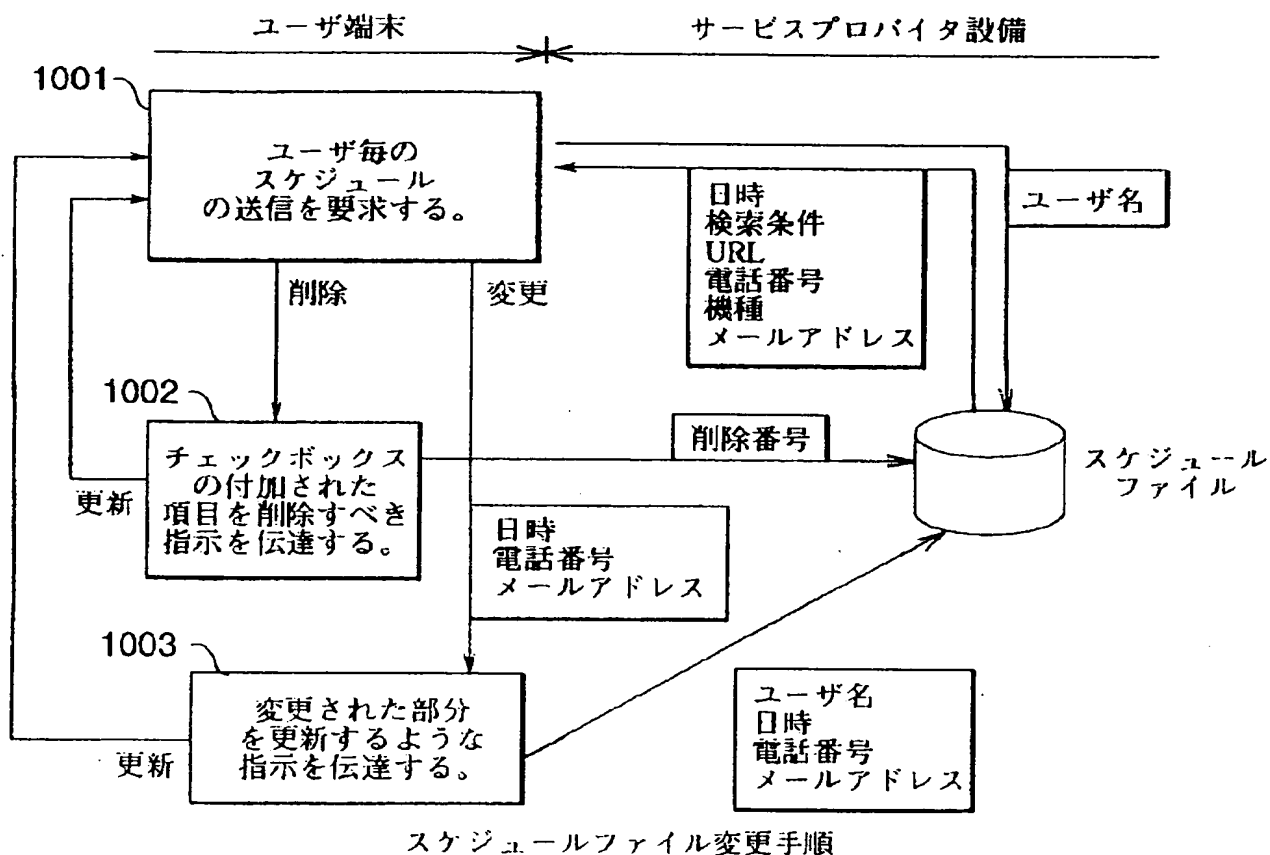 ユーザ端末
サービスプロバイタ設備
1001
ユーザ毎の
スケジュール
の送信を要求する。
日時
検索条件
URL
電話番号
機種
メールアドレス
ユーザ名
削除
変更
1002
チェックボックス
の付加された
項目を削除すべき
指示を伝達する。
更新
削除番号
スケジュール
ファイル
日時
電話番号
メールアドレス
1003
変更された部分
を更新するような
指示を伝達する。
更新
ユーザ名
日時
電話番号
メールアドレス
スケジュールファイル変更手順